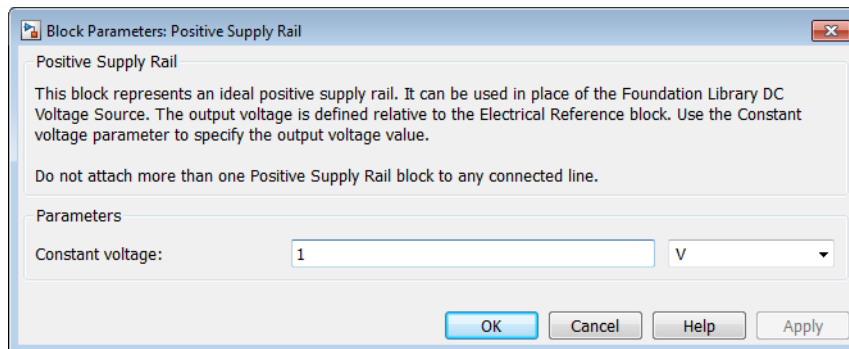 Block Parameters: Positive Supply Rail
Positive Supply Rail
This block represents an ideal positive supply rail. It can be used in place of the Foundation Library DC
Voltage Source. The output voltage is defined relative to the Electrical Reference block. Use the Constant
voltage parameter to specify the output voltage value.
Do not attach more than one Positive Supply Rail block to any connected line.
Parameters
Constant voltage: 1 V
OK Cancel Help Apply